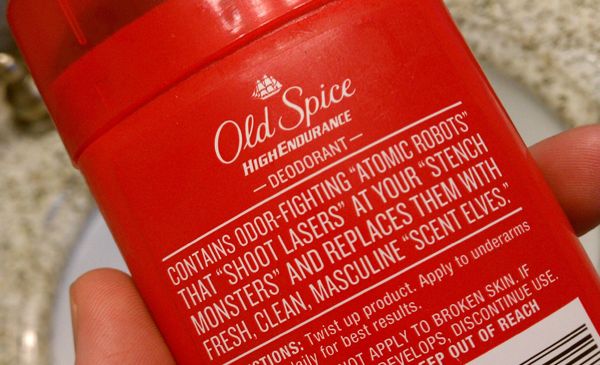 Old Spice
HIGH ENDURANCE
— DEODORANT —
CONTAINS ODOR-FIGHTING "ATOMIC ROBOTS"
THAT "SHOOT LASERS" AT YOUR "STENCH
MONSTERS" AND REPLACES THEM WITH
FRESH, CLEAN, MASCULINE "SCENT ELVES."
Twist up product. Apply to underarms
for best results.
NOT APPLY TO BROKEN SKIN. IF
DEVELOPS, DISCONTINUE USE.
OUT OF REACH